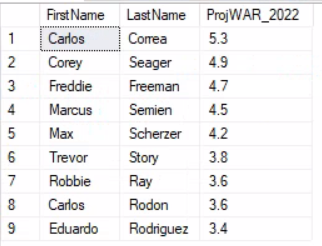 FirstName LastName ProjWAR_2022
1 Carlos Correa 5.3
2 Corey Seager 4.9
3 Freddie Freeman 4.7
4 Marcus Semien 4.5
5 Max Scherzer 4.2
6 Trevor Story 3.8
7 Robbie Ray 3.6
8 Carlos Rodon 3.6
9 Eduardo Rodriguez 3.4